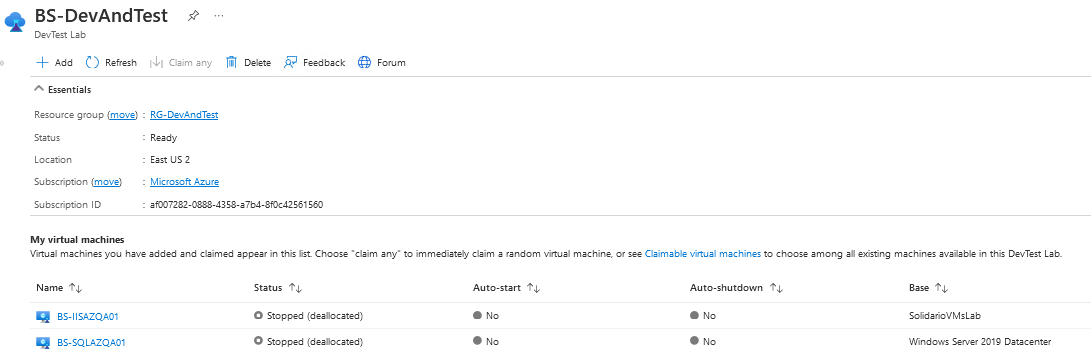 BS-DevAndTest
DevTest Lab
Add Refresh Claim any Delete Feedback Forum
Essentials
Resource group (move) : RG-DevAndTest
Status : Ready
Location : East US 2
Subscription (move) : Microsoft Azure
Subscription ID : af007282-0888-4358-a7b4-8f0c42561560
My virtual machines
Virtual machines you have added and claimed appear in this list. Choose "claim any" to immediately claim a random virtual machine, or see Claimable virtual machines to choose among all existing machines available in this DevTest Lab.
Name Status Auto-start Auto-shutdown Base
BS-IISAZQA01 Stopped (deallocated) No No SolidarioVMsLab
BS-SQLAZQA01 Stopped (deallocated) No No Windows Server 2019 Datacenter